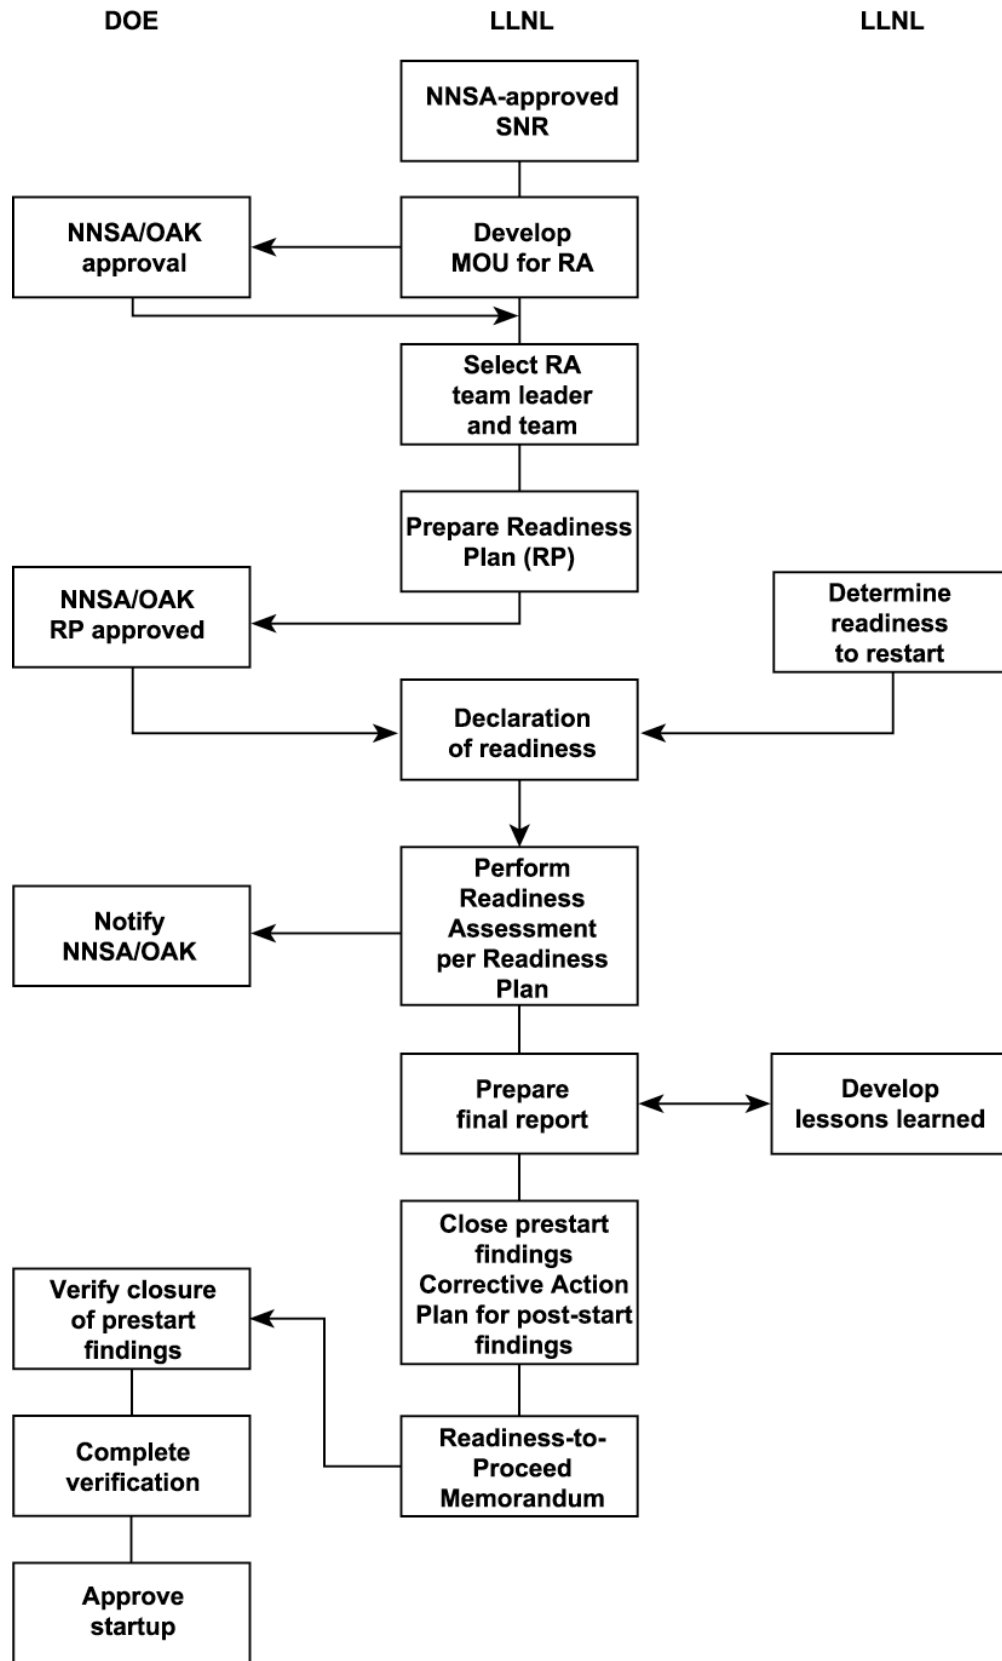 DOE
LLNL
LLNL
NNSA-approved
SNR
NNSA/OAK
approval
Develop
MOU for RA
Select RA
team leader
and team
Prepare Readiness
Plan (RP)
NNSA/OAK
RP approved
Determine
readiness
to restart
Declaration
of readiness
Perform
Readiness
Assessment
per Readiness
Plan
Notify
NNSA/OAK
Prepare
final report
Develop
lessons learned
Close prestart
findings
Corrective Action
Plan for post-start
findings
Verify closure
of prestart
findings
Readiness-to-
Proceed
Memorandum
Complete
verification
Approve
startup